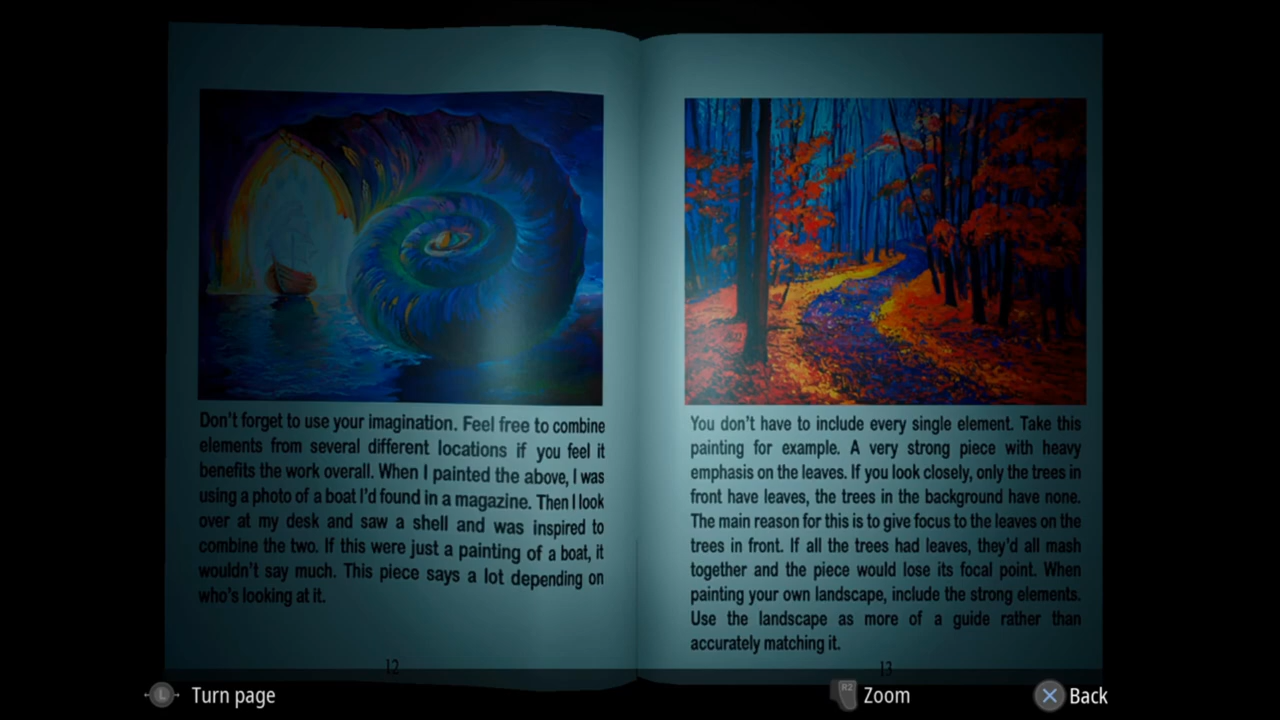 Don't forget to use your imagination. Feel free to combine
elements from several different locations if you feel it
benefits the work overall. When I painted the above, I was
using a photo of a boat I'd found in a magazine. Then I look
over at my desk and saw a shell and was inspired to
combine the two. If this were just a painting of a boat, it
wouldn't say much. This piece says a lot depending on
who's looking at it.
12
You don't have to include every single element. Take this
painting for example. A very strong piece with heavy
emphasis on the leaves. If you look closely, only the trees in
front have leaves, the trees in the background have none.
The main reason for this is to give focus to the leaves on the
trees in front. If all the trees had leaves, they'd all mash
together and the piece would lose its focal point. When
painting your own landscape, include the strong elements.
Use the landscape as more of a guide rather than
accurately matching it.
13
L Turn page
R2 Zoom
Back